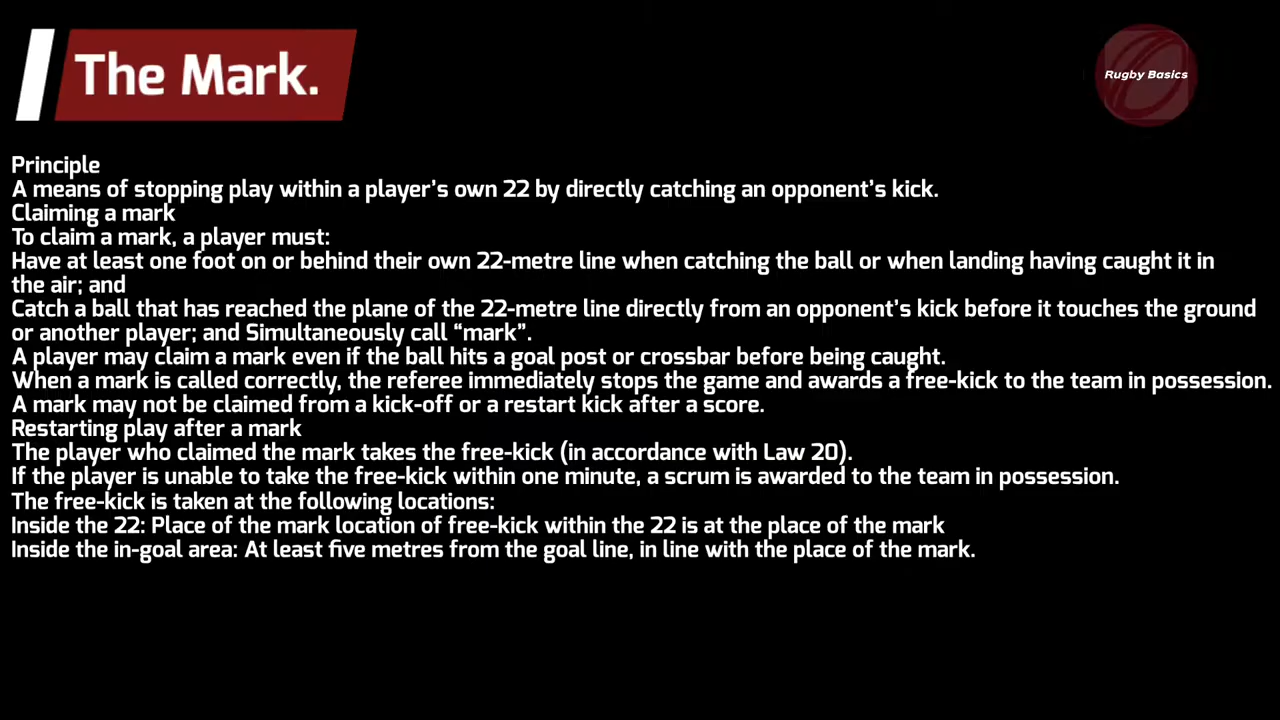 The Mark.
Rugby Basics
Principle
A means of stopping play within a player's own 22 by directly catching an opponent's kick.
Claiming a mark
To claim a mark, a player must:
Have at least one foot on or behind their own 22-metre line when catching the ball or when landing having caught it in
the air; and
Catch a ball that has reached the plane of the 22-metre line directly from an opponent's kick before it touches the ground
or another player; and Simultaneously call “mark”.
A player may claim a mark even if the ball hits a goal post or crossbar before being caught.
When a mark is called correctly, the referee immediately stops the game and awards a free-kick to the team in possession.
A mark may not be claimed from a kick-off or a restart kick after a score.
Restarting play after a mark
The player who claimed the mark takes the free-kick (in accordance with Law 20).
If the player is unable to take the free-kick within one minute, a scrum is awarded to the team in possession.
The free-kick is taken at the following locations:
Inside the 22: Place of the mark location of free-kick within the 22 is at the place of the mark
Inside the in-goal area: At least five metres from the goal line, in line with the place of the mark.